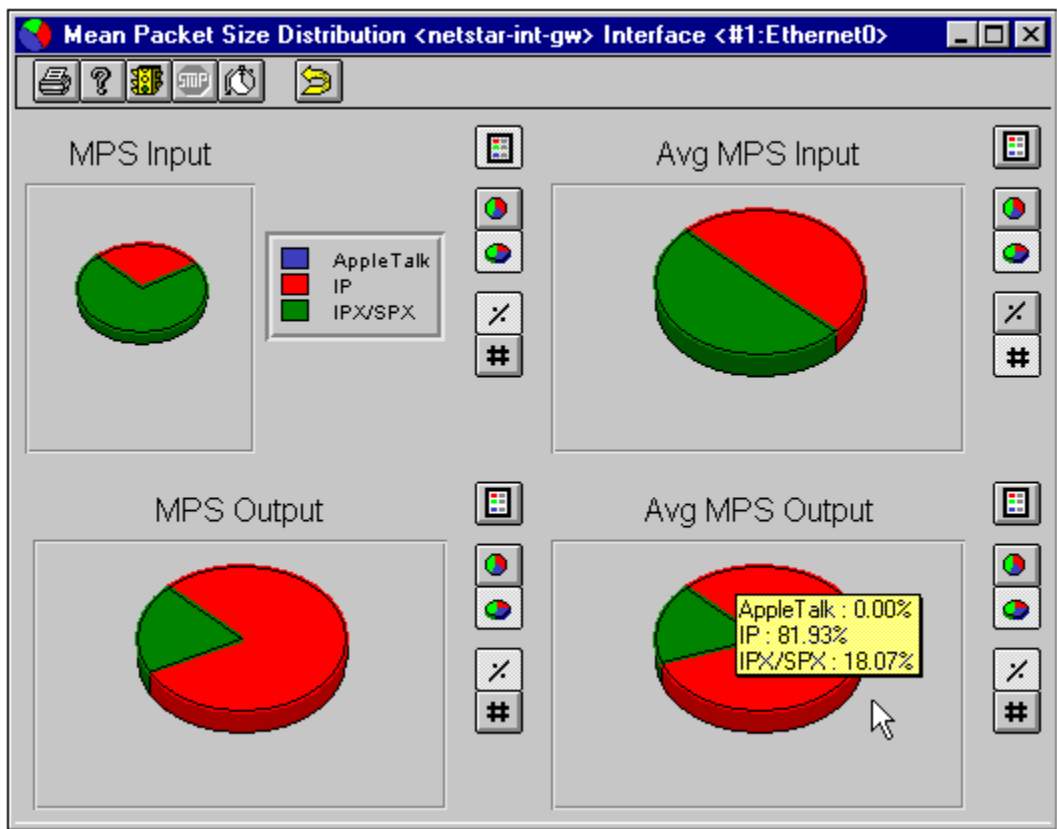 Mean Packet Size Distribution <netstar-int-gw> Interface <#1:Ethernet0>
STOP
MPS Input
AppleTalk
IP
IPX/SPX
%
#
Avg MPS Input
%
#
MPS Output
%
#
Avg MPS Output
AppleTalk : 0.00%
IP : 81.93%
IPX/SPX : 18.07%
%
#